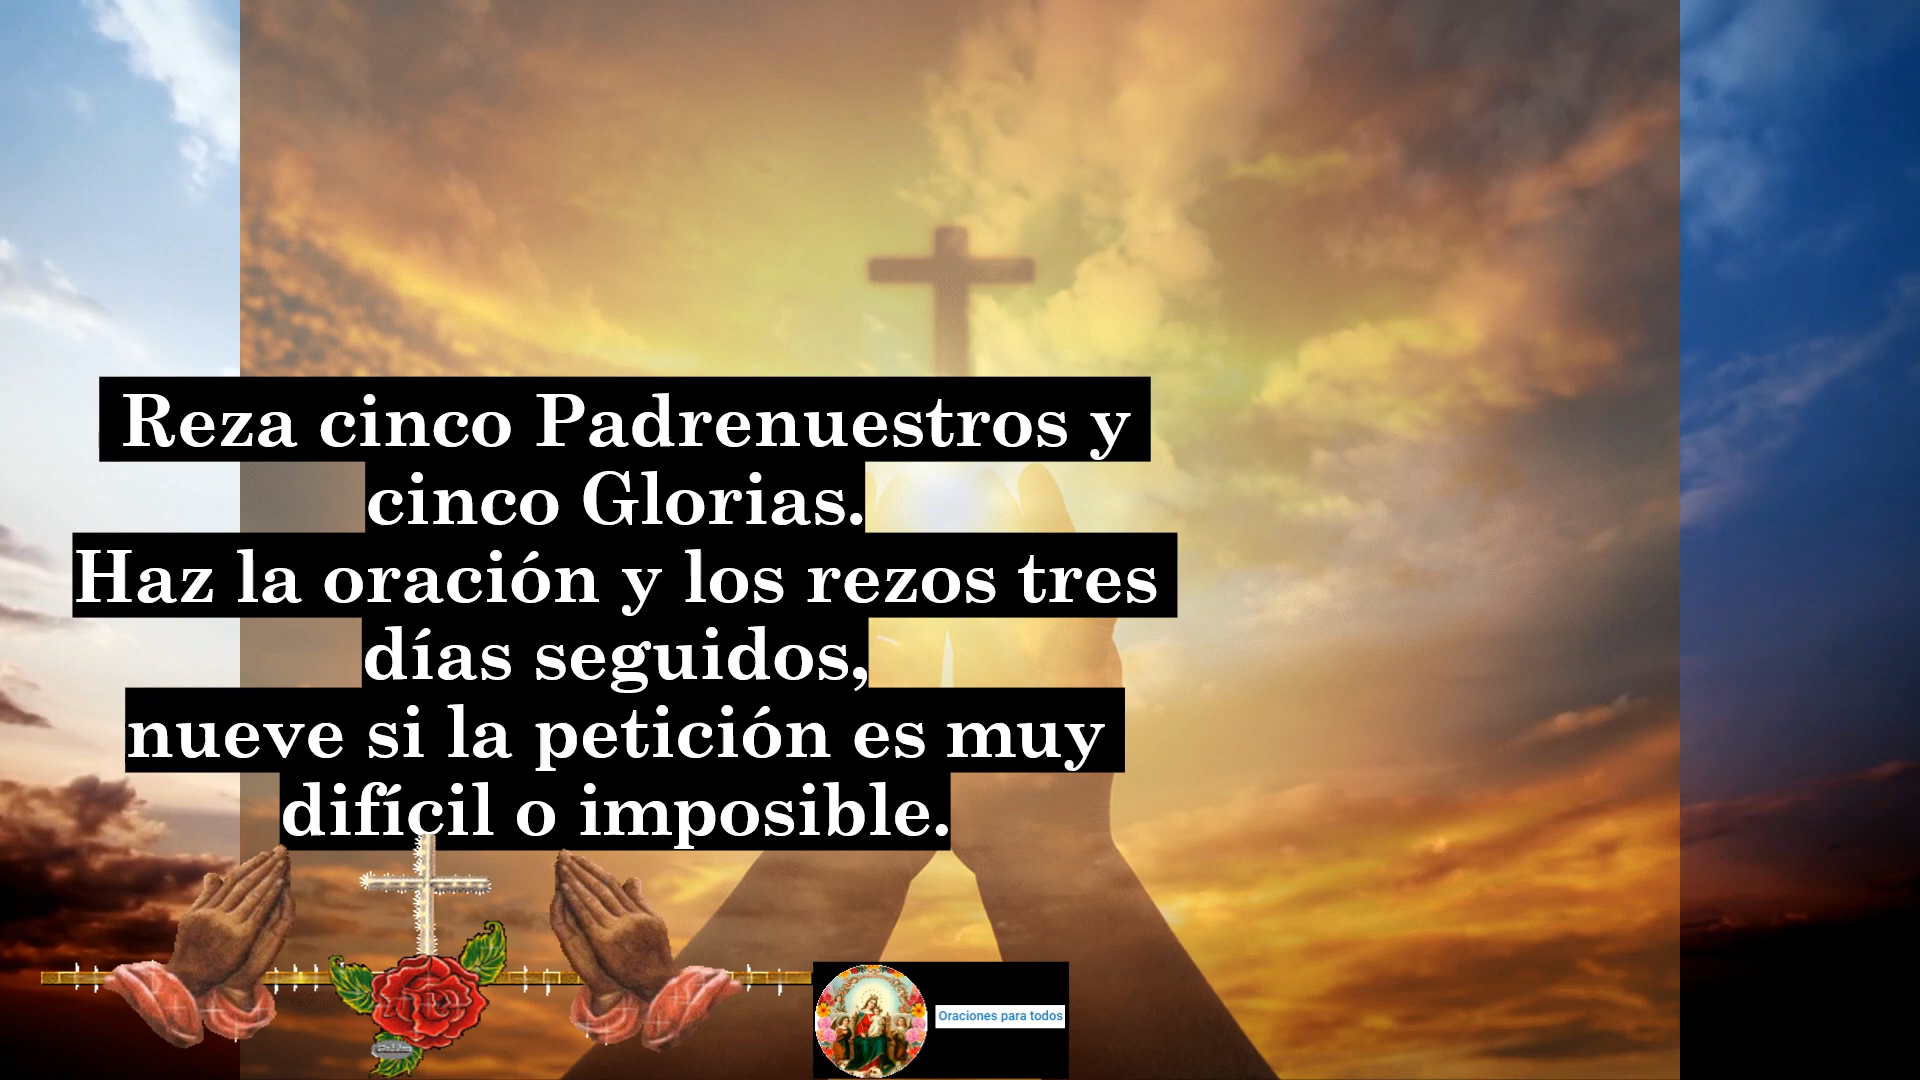 Reza cinco Padrenuestros y
cinco Glorias.
Haz la oración y los rezos tres
días seguidos,
nueve si la petición es muy
difícil o imposible.
Oraciones para todos